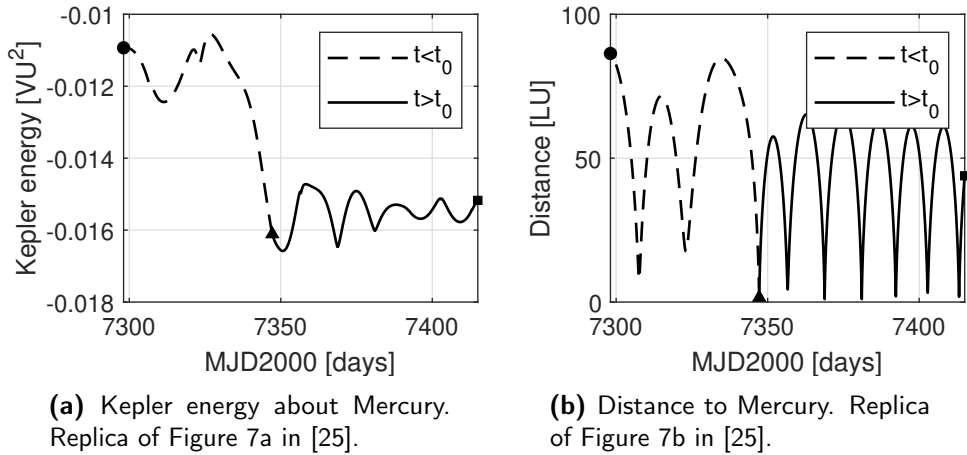 -0.01
-0.012
-0.014
-0.016
-0.018
Kepler energy [VU²]
t<t₀
t>t₀
7300
7350
7400
MJD2000 [days]
(a) Kepler energy about Mercury.
Replica of Figure 7a in [25].
100
50
0
Distance [LU]
t<t₀
t>t₀
7300
7350
7400
MJD2000 [days]
(b) Distance to Mercury. Replica
of Figure 7b in [25].